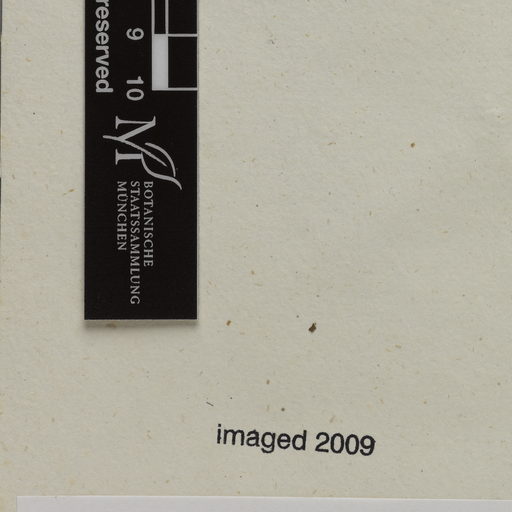 reserved
9 10
BOTANISCHE
STAATSSAMMLUNG
MÜNCHEN
imaged 2009